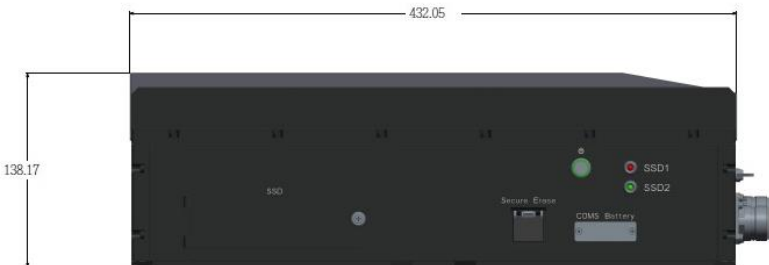 432.05
138.17
SSD1
SSD
SSD2
Secure Erase
COMS Battery